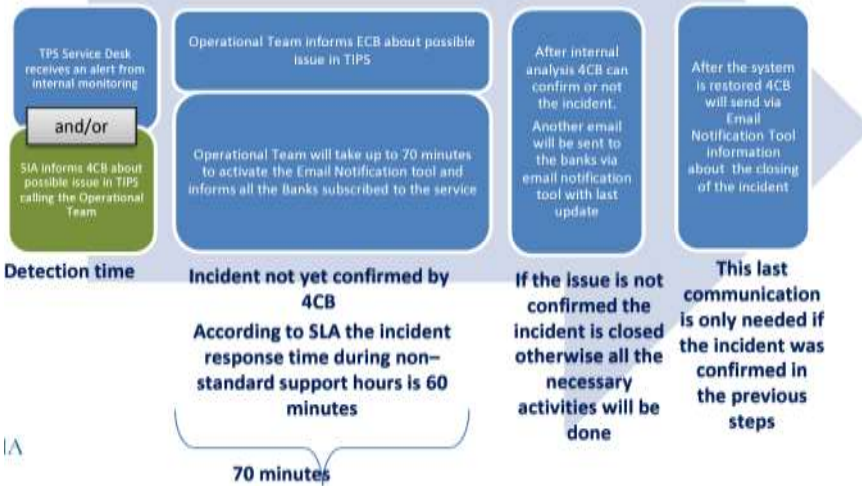 TPS Service Desk
receives an alert from
internal monitoring
and/or
SIA informs 4CB about
possible issue in TIPS
calling the Operational
Team
Detection time
Operational Team informs ECB about possible
issue in TIPS
Operational Team will take up to 70 minutes
to activate the Email Notification tool and
informs all the Banks subscribed to the service
Incident not yet confirmed by
4CB
According to SLA the incident
response time during non–
standard support hours is 60
minutes
70 minutes
After internal
analysis 4CB can
confirm or not
the incident.
Another email
will be sent to
the banks via
email notification
tool with last
update
If the issue is not
confirmed the
incident is closed
otherwise all the
necessary
activities will be
done
After the system
is restored 4CB
will send via
Email
Notification Tool
information
about the closing
of the incident
This last
communication
is only needed if
the incident was
confirmed in
the previous
steps
IA